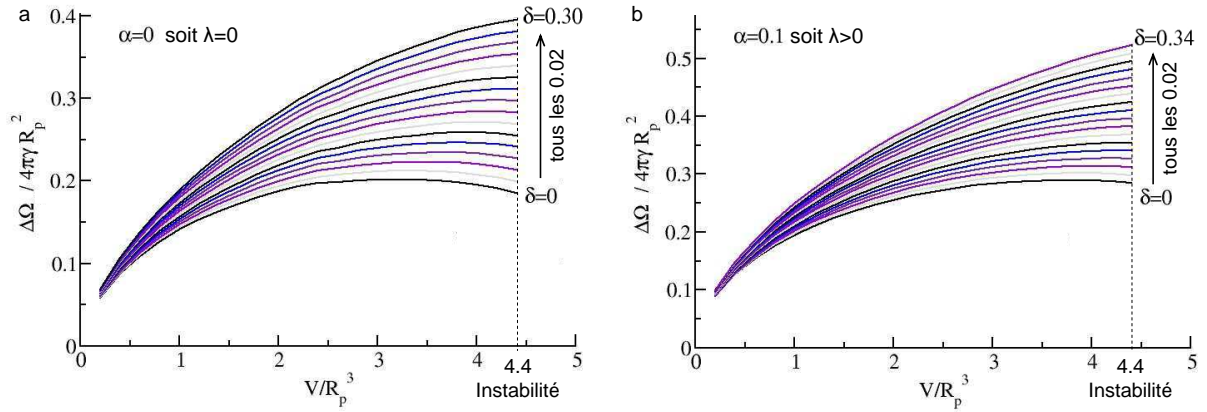 a
α=0 soit λ=0
δ=0.30
tous les 0.02
δ=0
ΔΩ / 4πγ R_p^2
0.4
0.3
0.2
0.1
0
0 1 2 3 4 5
4.4
V/R_p^3
Instabilité
b
α=0.1 soit λ>0
δ=0.34
tous les 0.02
δ=0
ΔΩ / 4πγ R_p^2
0.5
0.4
0.3
0.2
0.1
0
0 1 2 3 4 5
4.4
V/R_p^3
Instabilité